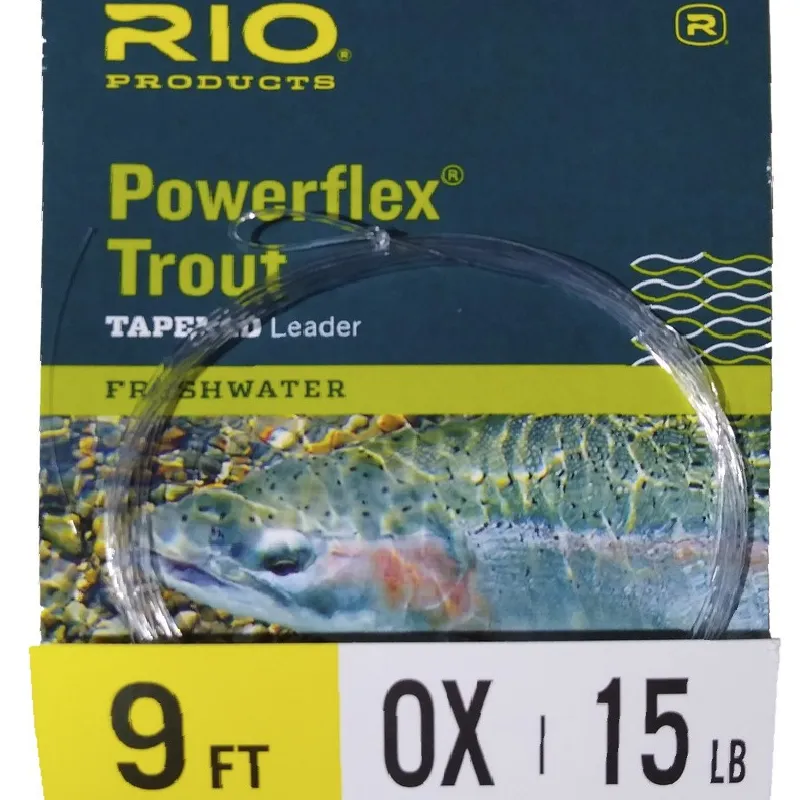 RIO®
PRODUCTS
R
Powerflex®
Trout
TAPERED Leader
FRESHWATER
9 FT
0X | 15 LB